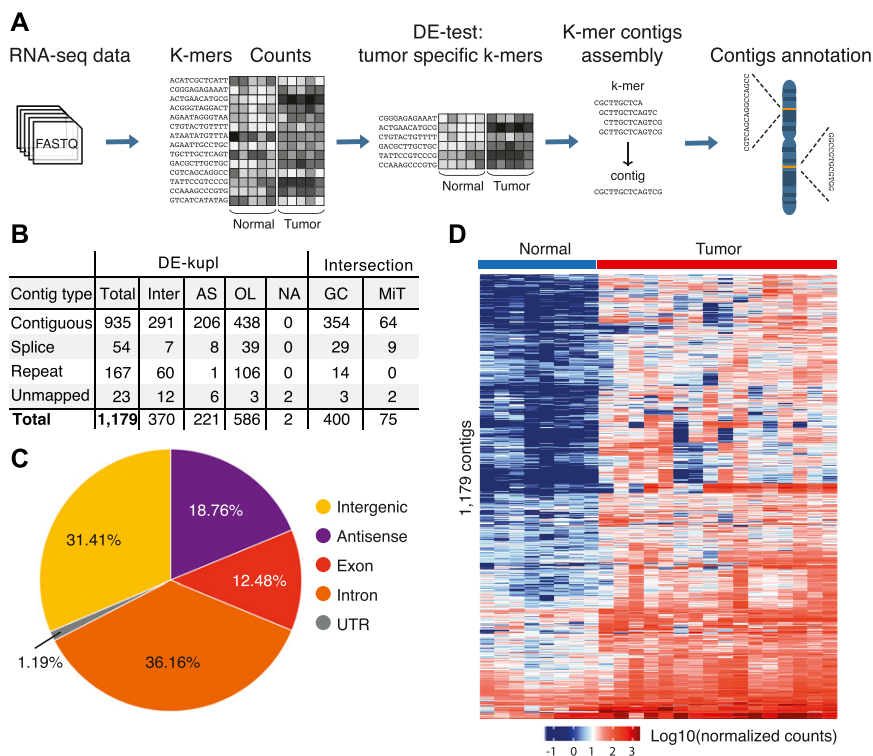 A
RNA-seq data
K-mers Counts
DE-test:
tumor specific k-mers
K-mer contigs
assembly
Contigs annotation
FASTQ
ACATCGCTCATT
CGGGAGAGAAAT
ACTGAACATGCG
ACGGGTAGGACT
AGAATAGGGTAA
CTGTACTGTTTT
ATAATATGTTTA
AGAATTGCCTGC
TGCTTGCTCAGT
GACGCTTGCTGC
CGTCAGCAGGCC
TATTCCGTCCCG
CCAAAGCCCGTG
GTCATCATATAG
Normal Tumor
CGGGAGAGAAAT
ACTGAACATGCG
CTGTACTGTTTT
GACGCTTGCTGC
TATTCCGTCCCG
CCAAAGCCCGTG
Normal Tumor
k-mer
CGCTTGCTCA
GCTTGCTCAGTC
CTTGCTCAGTCG
GCTTGCTCAGTCG
contig
CGCTTGCTCAGTCG
CGTCAGCAGGCCAGCC
GCCCGTGCGTGG
B
DE-kupl Intersection
Contig type Total Inter AS OL NA GC MiT
Contiguous 935 291 206 438 0 354 64
Splice 54 7 8 39 0 29 9
Repeat 167 60 1 106 0 14 0
Unmapped 23 12 6 3 2 3 2
Total 1,179 370 221 586 2 400 75
C
31.41%
18.76%
12.48%
36.16%
1.19%
Intergenic
Antisense
Exon
Intron
UTR
D
Normal Tumor
1,179 contigs
-1 0 1 2 3
Log10(normalized counts)